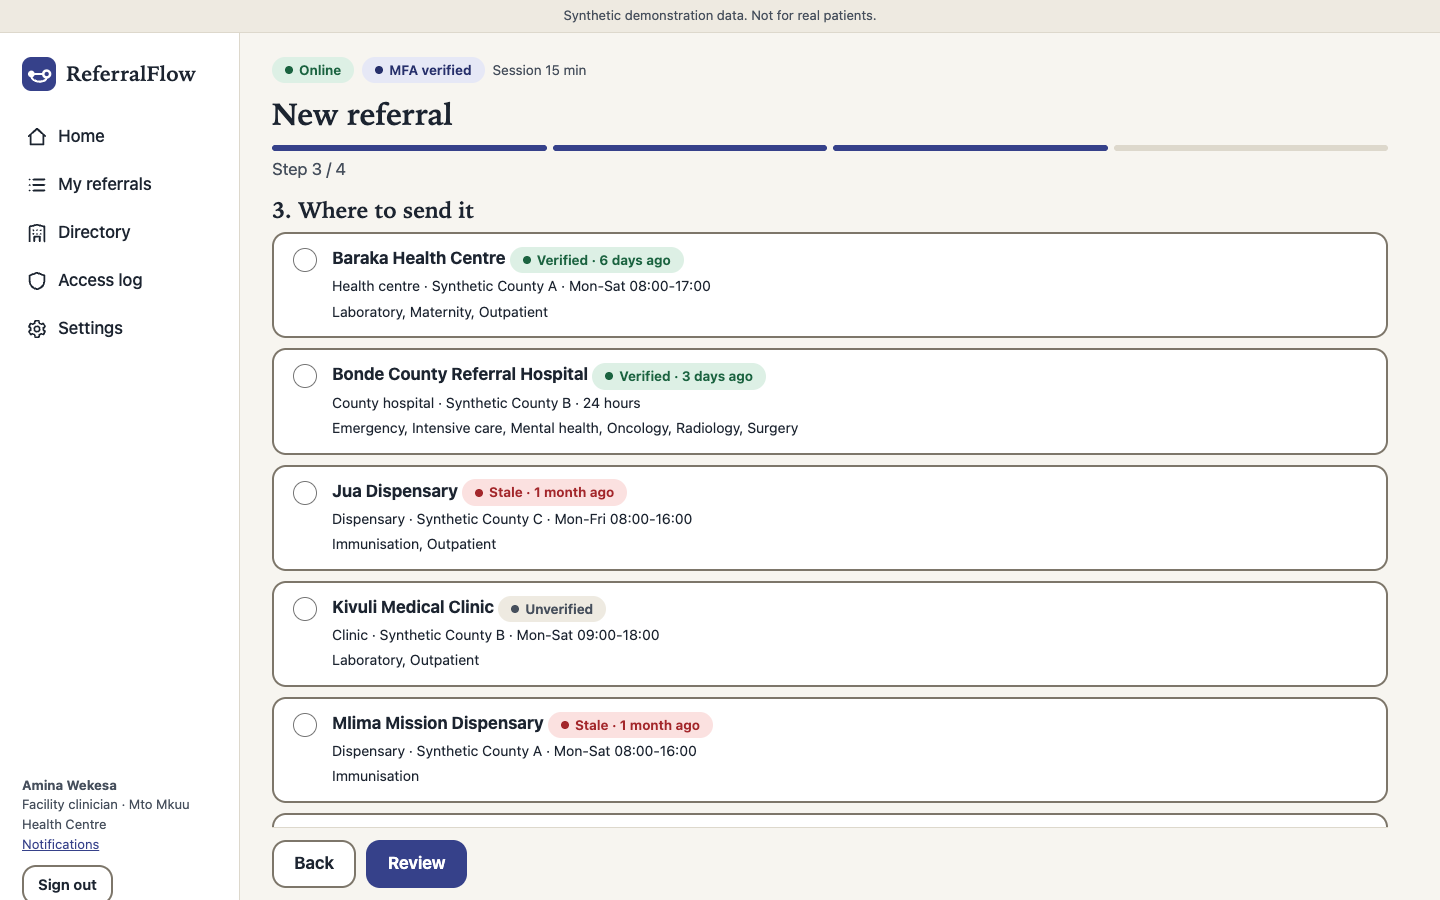 Synthetic demonstration data. Not for real patients.
ReferralFlow
Home
My referrals
Directory
Access log
Settings
Amina Wekesa
Facility clinician · Mto Mkuu
Health Centre
Notifications
Sign out
Online MFA verified Session 15 min
New referral
Step 3 / 4
3. Where to send it
Baraka Health Centre Verified · 6 days ago
Health centre · Synthetic County A · Mon-Sat 08:00-17:00
Laboratory, Maternity, Outpatient
Bonde County Referral Hospital Verified · 3 days ago
County hospital · Synthetic County B · 24 hours
Emergency, Intensive care, Mental health, Oncology, Radiology, Surgery
Jua Dispensary Stale · 1 month ago
Dispensary · Synthetic County C · Mon-Fri 08:00-16:00
Immunisation, Outpatient
Kivuli Medical Clinic Unverified
Clinic · Synthetic County B · Mon-Sat 09:00-18:00
Laboratory, Outpatient
Mlima Mission Dispensary Stale · 1 month ago
Dispensary · Synthetic County A · Mon-Sat 08:00-16:00
Immunisation
Back Review